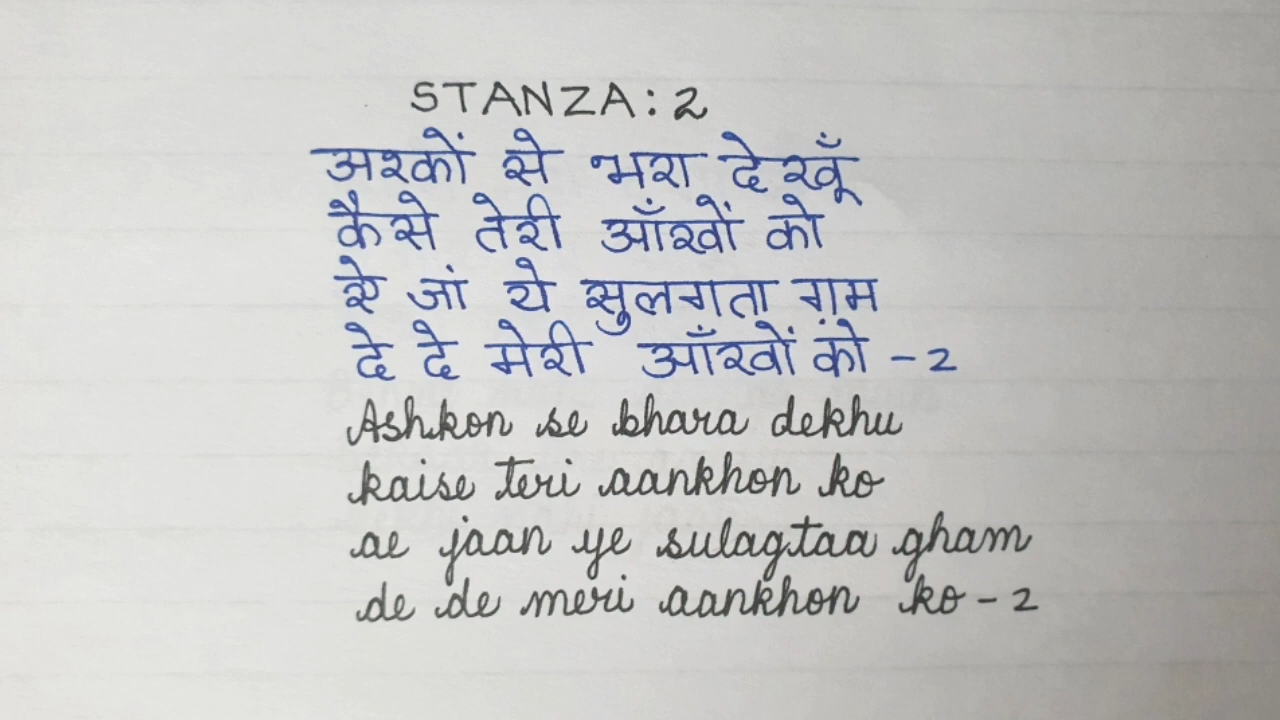 STANZA: 2
अश्कों से भरा देखूँ
कैसे तेरी आँखों को
ऐ जां ये सुलगता ग़म
दे दे मेरी आँखों को - 2
Ashkon se bhara dekhu
kaise teri aankhon ko
ae jaan ye sulagtaa gham
de de meri aankhon ko - 2